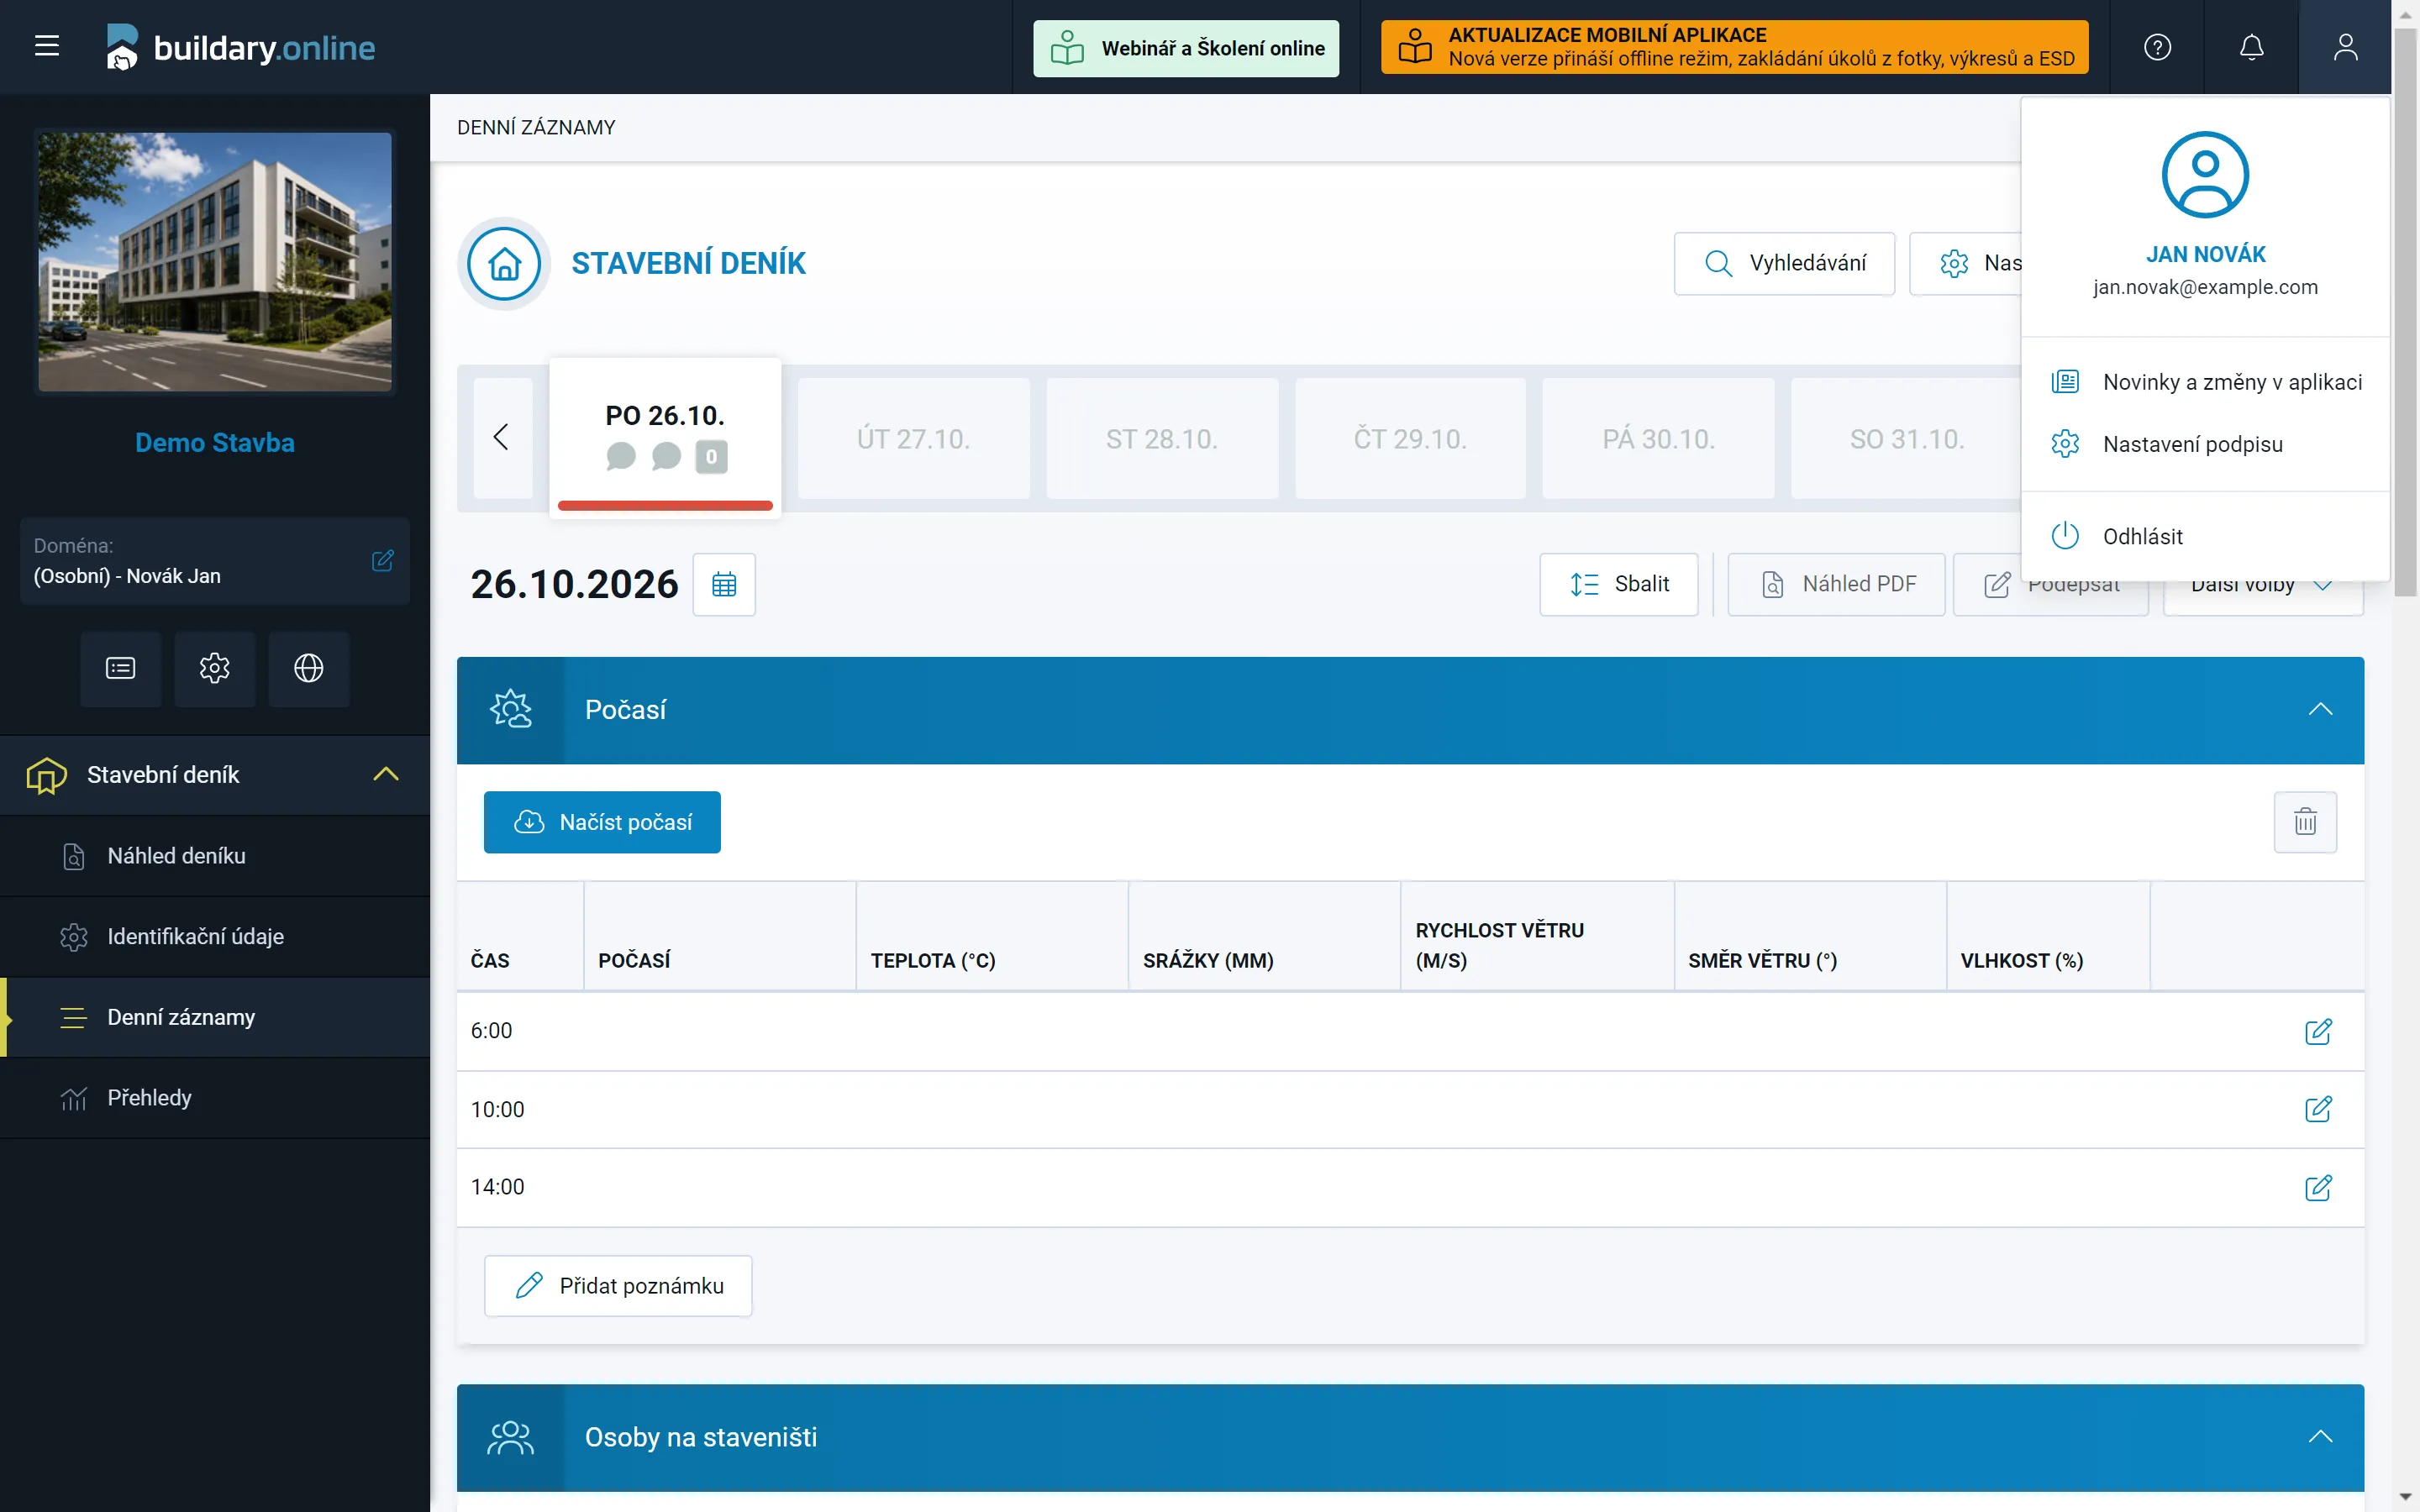 buildary.online
Webinář a Školení online
AKTUALIZACE MOBILNÍ APLIKACE
Nová verze přináší offline režim, zakládání úkolů z fotky, výkresů a ESD
DENNÍ ZÁZNAMY
JAN NOVÁK
jan.novak@example.com
Novinky a změny v aplikaci
Nastavení podpisu
Odhlásit
STAVEBNÍ DENÍK
Vyhledávání
Nas
Demo Stavba
Doména:
(Osobní) - Novák Jan
PO 26.10.
0
ÚT 27.10.
ST 28.10.
ČT 29.10.
PÁ 30.10.
SO 31.10.
26.10.2026
Sbalit
Náhled PDF
Podepsat
Další volby
Stavební deník
Náhled deníku
Identifikační údaje
Denní záznamy
Přehledy
Počasí
Načíst počasí
ČAS
POČASÍ
TEPLOTA (°C)
SRÁŽKY (MM)
RYCHLOST VĚTRU
(M/S)
SMĚR VĚTRU (°)
VLHKOST (%)
6:00
10:00
14:00
Přidat poznámku
Osoby na staveništi